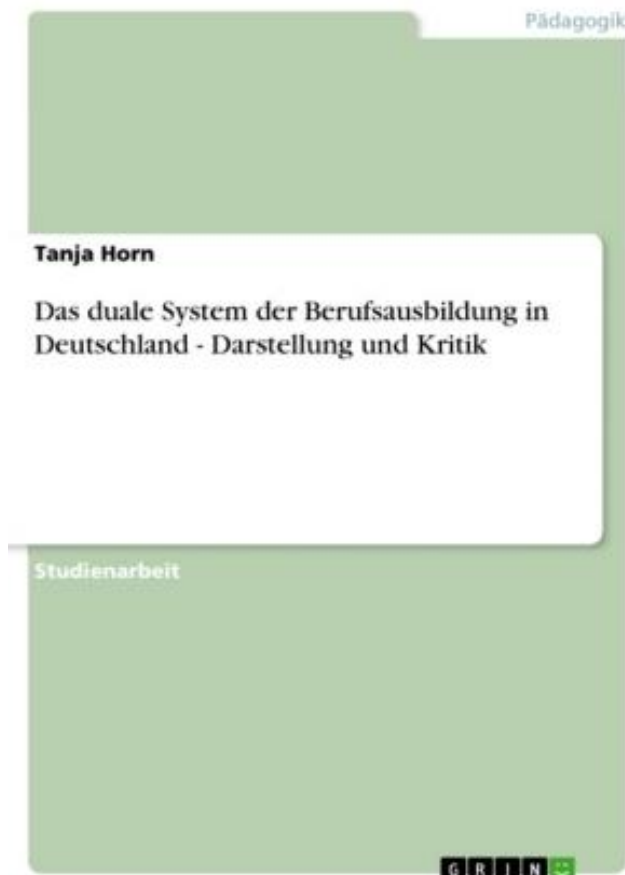 Pädagogik
Tanja Horn
Das duale System der Berufsausbildung in
Deutschland - Darstellung und Kritik
Studienarbeit
GRIN